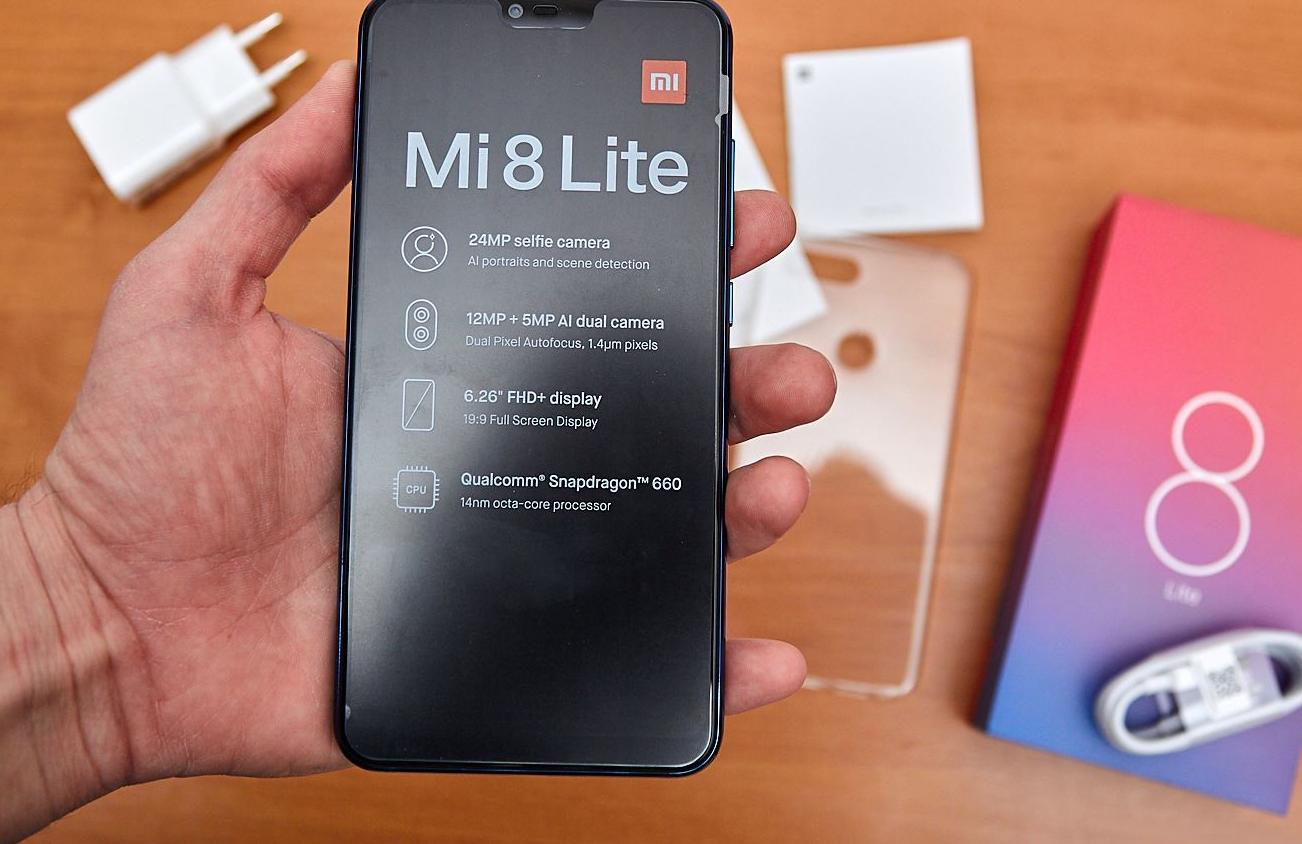 mi
Mi 8 Lite
24MP selfie camera
AI portraits and scene detection
12MP + 5MP AI dual camera
Dual Pixel Autofocus, 1.4μm pixels
6.26" FHD+ display
19:9 Full Screen Display
CPU
Qualcomm® Snapdragon™ 660
14nm octa-core processor
8
Lite